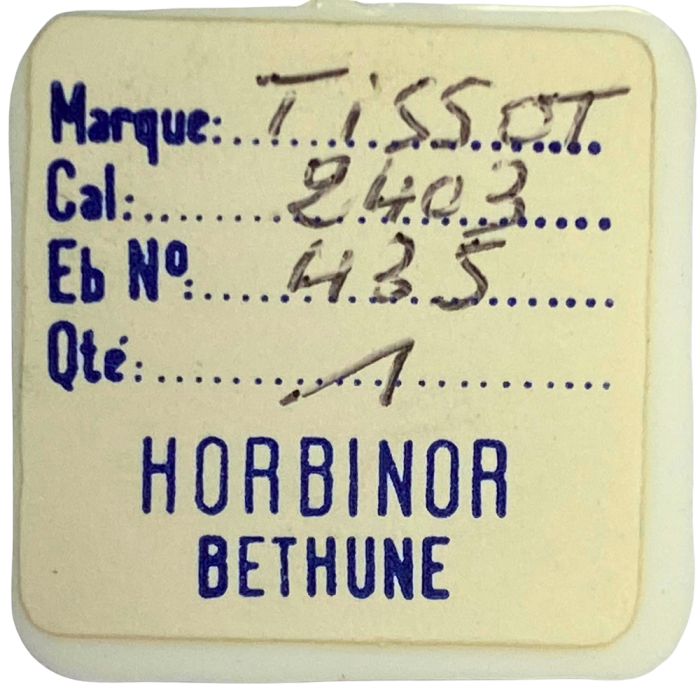 Marque: TiSSOT
Cal: 2403
Eb Nº: 435
Qté: 1
HORBINOR
BETHUNE